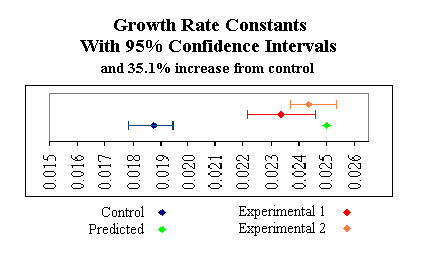 Growth Rate Constants
With 95% Confidence Intervals
and 35.1% increase from control
0.015
0.016
0.017
0.018
0.019
0.020
0.021
0.022
0.023
0.024
0.025
0.026
Control
Experimental 1
Predicted
Experimental 2